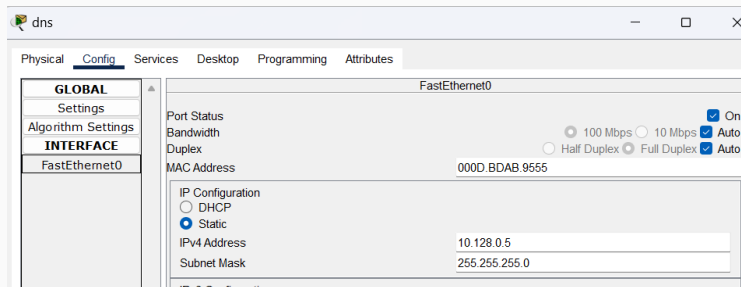 dns
Physical Config Services Desktop Programming Attributes
GLOBAL
Settings
Algorithm Settings
INTERFACE
FastEthernet0
FastEthernet0
Port Status On
Bandwidth 100 Mbps 10 Mbps Auto
Duplex Half Duplex Full Duplex Auto
MAC Address 000D.BDAB.9555
IP Configuration
DHCP
Static
IPv4 Address 10.128.0.5
Subnet Mask 255.255.255.0